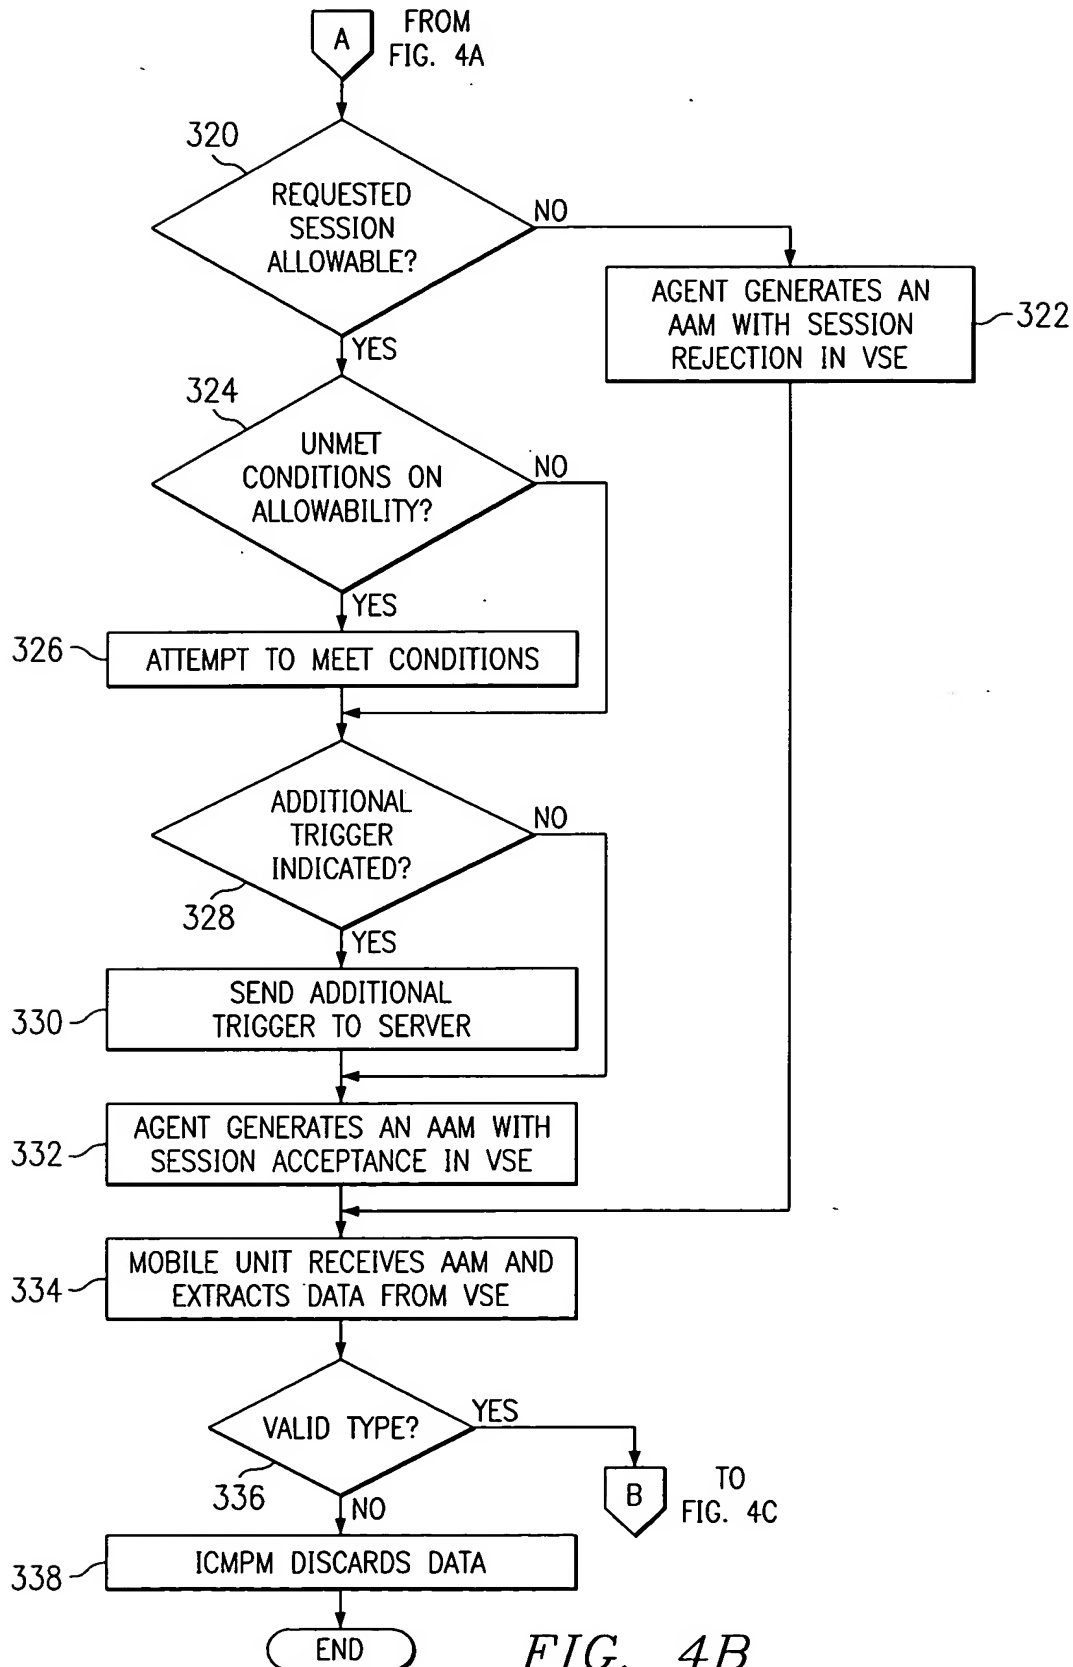 A
FROM
FIG. 4A
320
REQUESTED
SESSION
ALLOWABLE?
NO
YES
AGENT GENERATES AN
AAM WITH SESSION
REJECTION IN VSE
322
324
UNMET
CONDITIONS ON
ALLOWABILITY?
NO
YES
326
ATTEMPT TO MEET CONDITIONS
ADDITIONAL
TRIGGER
INDICATED?
NO
328
YES
330
SEND ADDITIONAL
TRIGGER TO SERVER
332
AGENT GENERATES AN AAM WITH
SESSION ACCEPTANCE IN VSE
334
MOBILE UNIT RECEIVES AAM AND
EXTRACTS DATA FROM VSE
VALID TYPE?
YES
336
NO
B
TO
FIG. 4C
338
ICMPM DISCARDS DATA
END
FIG. 4B